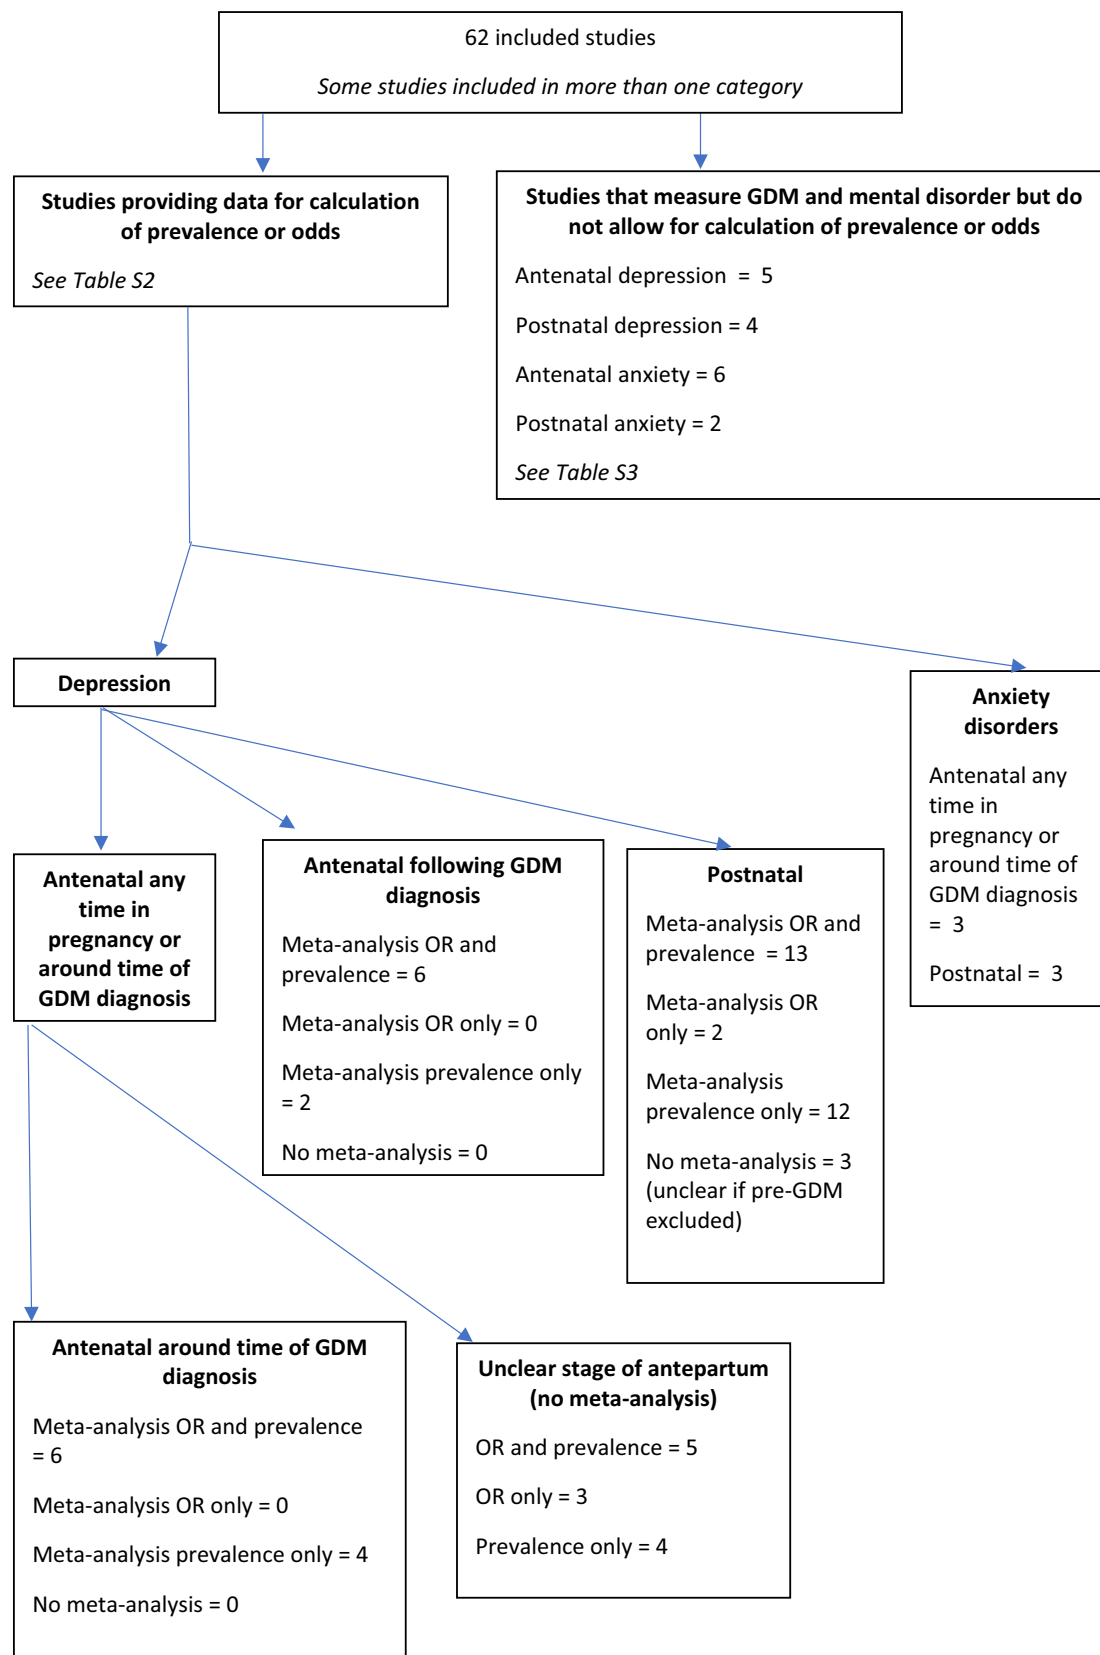 62 included studies
Some studies included in more than one category
Studies providing data for calculation
of prevalence or odds
See Table S2
Studies that measure GDM and mental disorder but do
not allow for calculation of prevalence or odds
Antenatal depression = 5
Postnatal depression = 4
Antenatal anxiety = 6
Postnatal anxiety = 2
See Table S3
Depression
Anxiety
disorders
Antenatal any
time in
pregnancy or
around time of
GDM diagnosis
= 3
Postnatal = 3
Antenatal any
time in
pregnancy or
around time of
GDM diagnosis
Antenatal following GDM
diagnosis
Meta-analysis OR and
prevalence = 6
Meta-analysis OR only = 0
Meta-analysis prevalence only
= 2
No meta-analysis = 0
Postnatal
Meta-analysis OR and
prevalence = 13
Meta-analysis OR
only = 2
Meta-analysis
prevalence only = 12
No meta-analysis = 3
(unclear if pre-GDM
excluded)
Antenatal around time of GDM
diagnosis
Meta-analysis OR and prevalence
= 6
Meta-analysis OR only = 0
Meta-analysis prevalence only = 4
No meta-analysis = 0
Unclear stage of antepartum
(no meta-analysis)
OR and prevalence = 5
OR only = 3
Prevalence only = 4